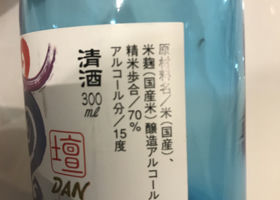 原材料名／米（国産）、
米麹（国産米）醸造アルコール
精米歩合／70%
アルコール分／15度
清酒
300ml
壇
DAN